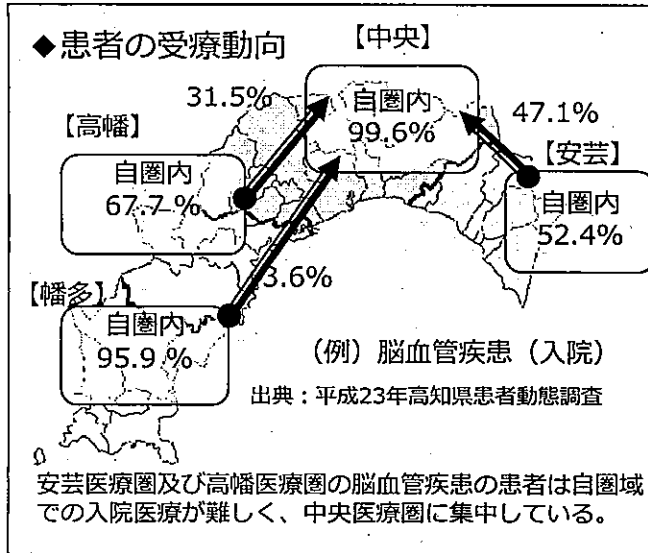 ◆患者の受療動向
【中央】
自圏内
99.6%
31.5%
47.1%
【高幡】
自圏内
67.7 %
【安芸】
自圏内
52.4%
3.6%
【幡多】
自圏内
95.9 %
(例)脳血管疾患(入院)
出典:平成23年高知県患者動態調査
安芸医療圏及び高幡医療圏の脳血管疾患の患者は自圏域
での入院医療が難しく、中央医療圏に集中している。